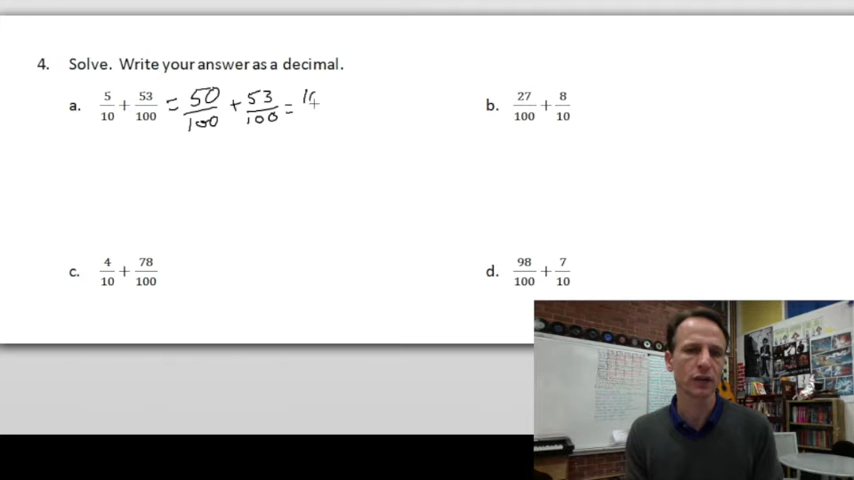 4. Solve. Write your answer as a decimal.
a. 5/10 + 53/100 = 50/100 + 53/100 =
b. 27/100 + 8/10
c. 4/10 + 78/100
d. 98/100 + 7/10